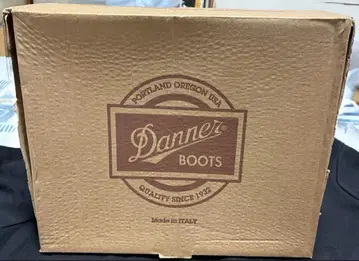 PORTLAND OREGON USA
Danner®
BOOTS
QUALITY SINCE 1932
Made in ITALY